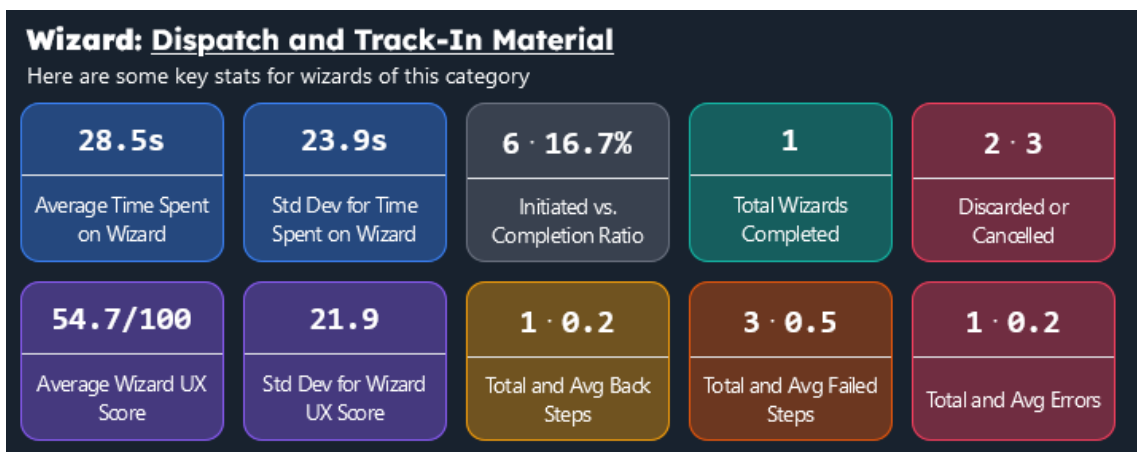 Wizard: Dispatch and Track-In Material
Here are some key stats for wizards of this category
28.5s
Average Time Spent
on Wizard
23.9s
Std Dev for Time
Spent on Wizard
6 · 16.7%
Initiated vs.
Completion Ratio
1
Total Wizards
Completed
2 · 3
Discarded or
Cancelled
54.7/100
Average Wizard UX
Score
21.9
Std Dev for Wizard
UX Score
1 · 0.2
Total and Avg Back
Steps
3 · 0.5
Total and Avg Failed
Steps
1 · 0.2
Total and Avg Errors